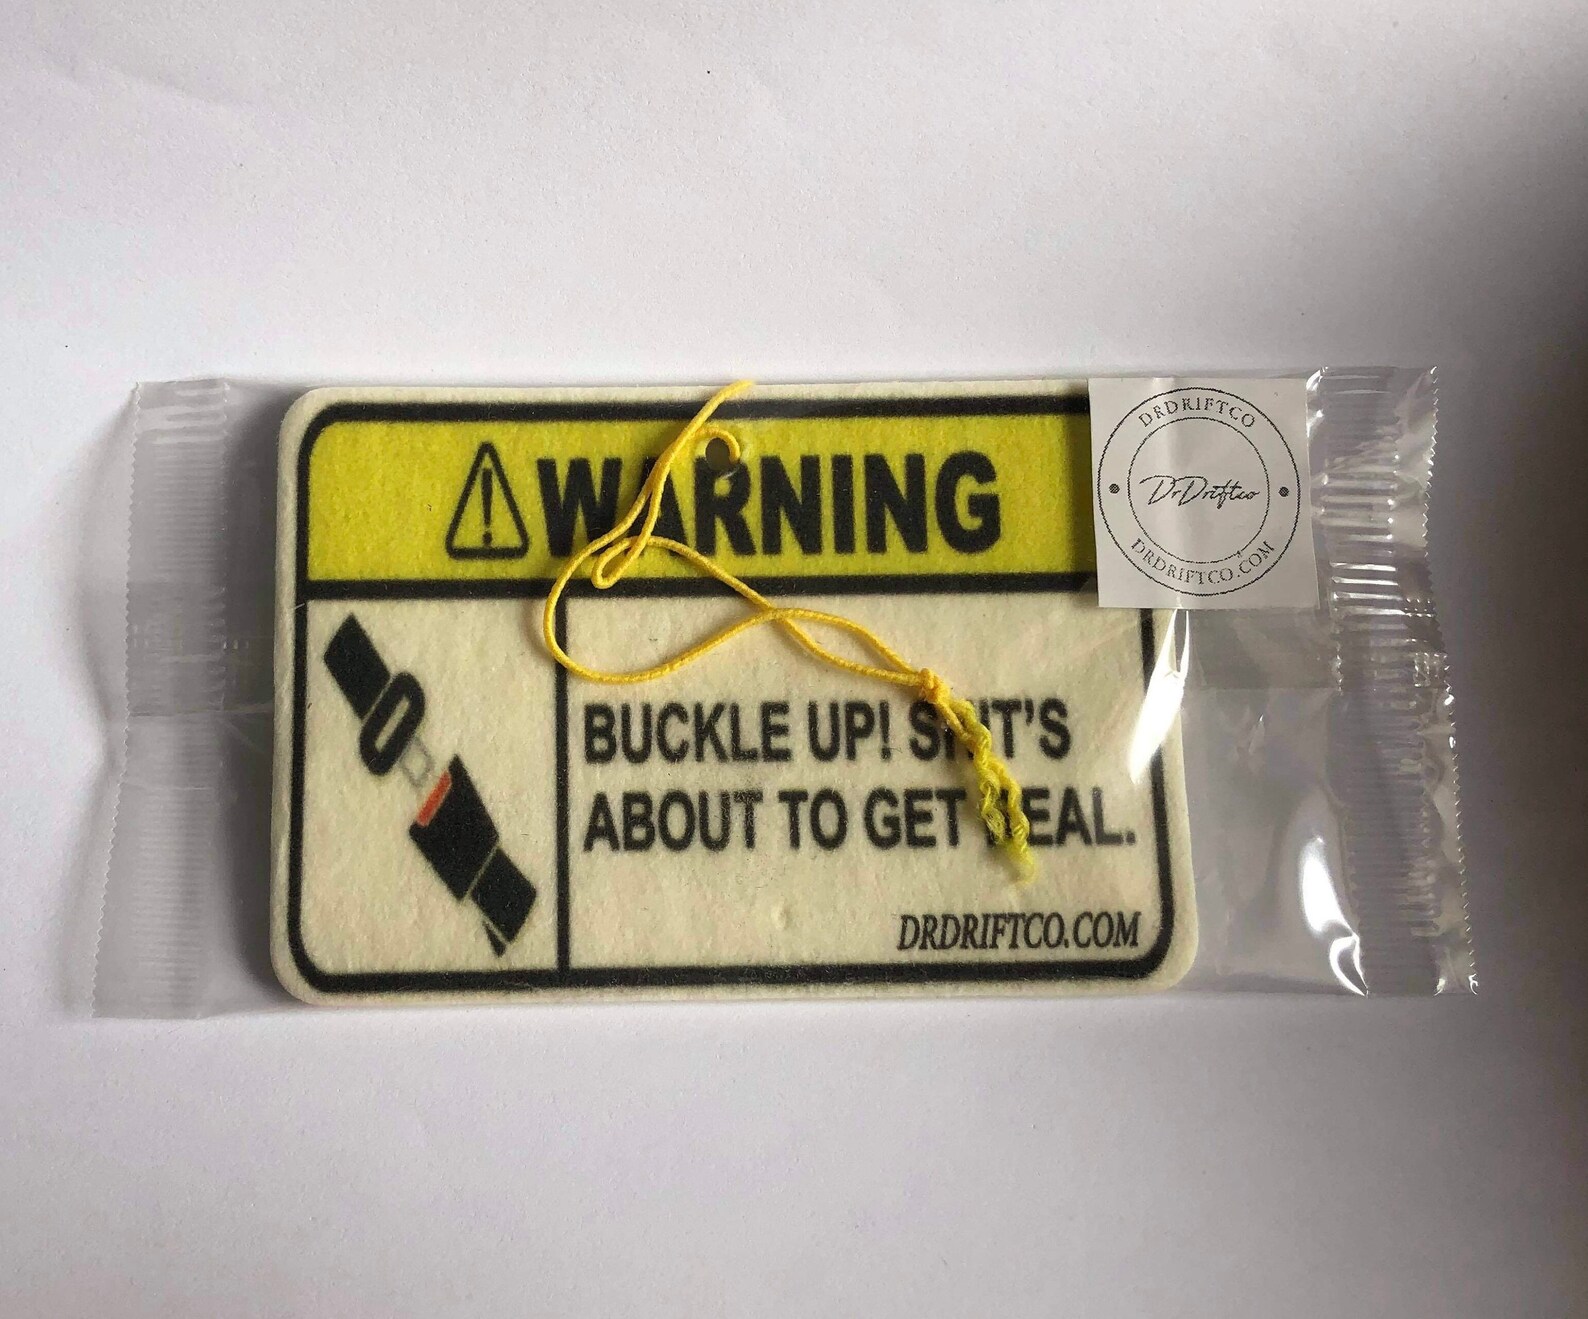 WARNING
BUCKLE UP! SHIT'S
ABOUT TO GET REAL.
DRDRIFTCO.COM
DRDRIFTCO
DrDriftco
DRDRIFTCO.COM